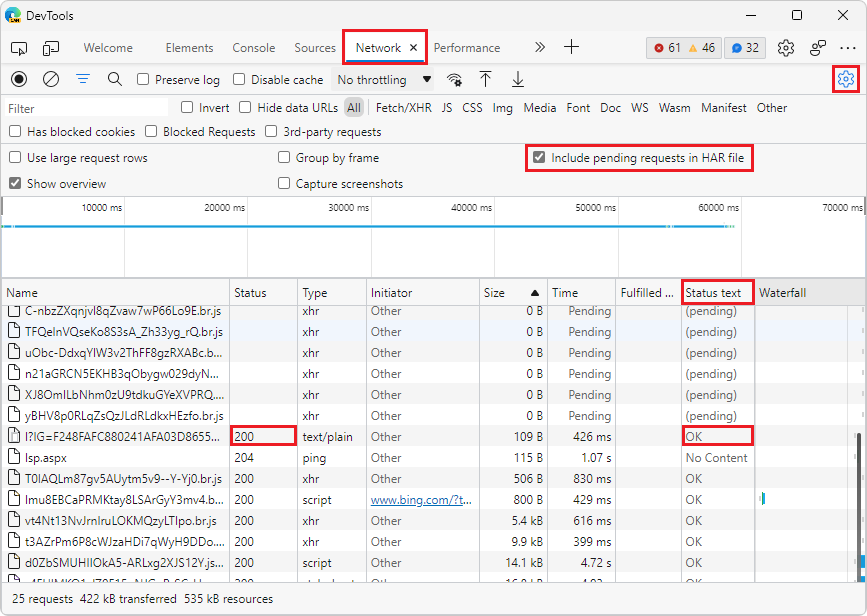 DevTools
Welcome Elements Console Sources Network Performance 61 46 32
Preserve log Disable cache No throttling
Filter Invert Hide data URLs All Fetch/XHR JS CSS Img Media Font Doc WS Wasm Manifest Other
Has blocked cookies Blocked Requests 3rd-party requests
Use large request rows Group by frame Include pending requests in HAR file
Show overview Capture screenshots
10000 ms 20000 ms 30000 ms 40000 ms 50000 ms 60000 ms 70000 ms
Name Status Type Initiator Size Time Fulfilled ... Status text Waterfall
C-nbzZXqnjvl8qZvaw7wP66Lo9E.br.js xhr Other 0 B Pending (pending)
TFQelnVQseKo8S3sA_Zh33yg_rQ.br.js xhr Other 0 B Pending (pending)
uObc-DdxqYIW3v2ThFF8gzRXABc.b... xhr Other 0 B Pending (pending)
n21aGRCN5EKHB3qObygw029dyN... xhr Other 0 B Pending (pending)
XJ8OmILbNhm0zU9tdkuGYeXVPRQ.... xhr Other 0 B Pending (pending)
yBHV8p0RLqZsQzJLdRLdkxHEzfo.br.js xhr Other 0 B Pending (pending)
l?IG=F248FAFC880241AFA03D8655... 200 text/plain Other 109 B 426 ms OK
lsp.aspx 204 ping Other 115 B 1.07 s No Content
T0IAQLm87gv5AUytm5v9--Y-Yj0.br.js 200 xhr Other 506 B 830 ms OK
Imu8EBCaPRMKtay8LSArGyY3mv4.b... 200 script www.bing.com/?t... 800 B 429 ms OK
vt4Nt13NvJrnIruLOKMQzyLTIpo.br.js 200 xhr Other 5.4 kB 616 ms OK
t3AZrPm6P8cWJzaHDi7qWyH9DDo.... 200 xhr Other 9.9 kB 399 ms OK
d0ZbSMUHIIOkA5-ARLxg2XJS12Y.js... 200 script Other 14.1 kB 4.72 s OK
25 requests 422 kB transferred 535 kB resources